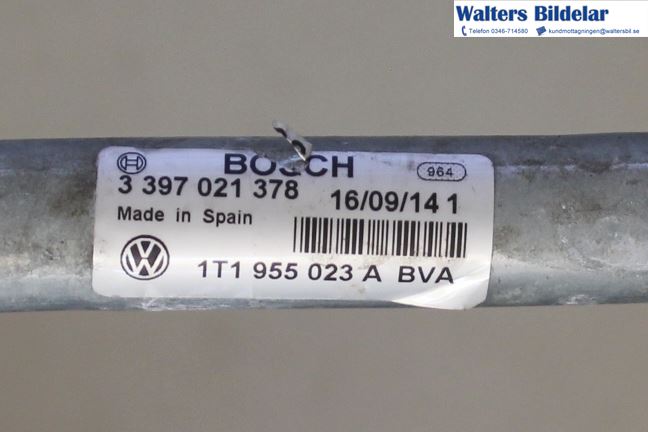 Walters Bildelar
Telefon 0346-714580 kundmottagningen@waltersbil.se
BOSCH 964
3 397 021 378 16/09/14 1
Made in Spain
1T1 955 023 A BVA